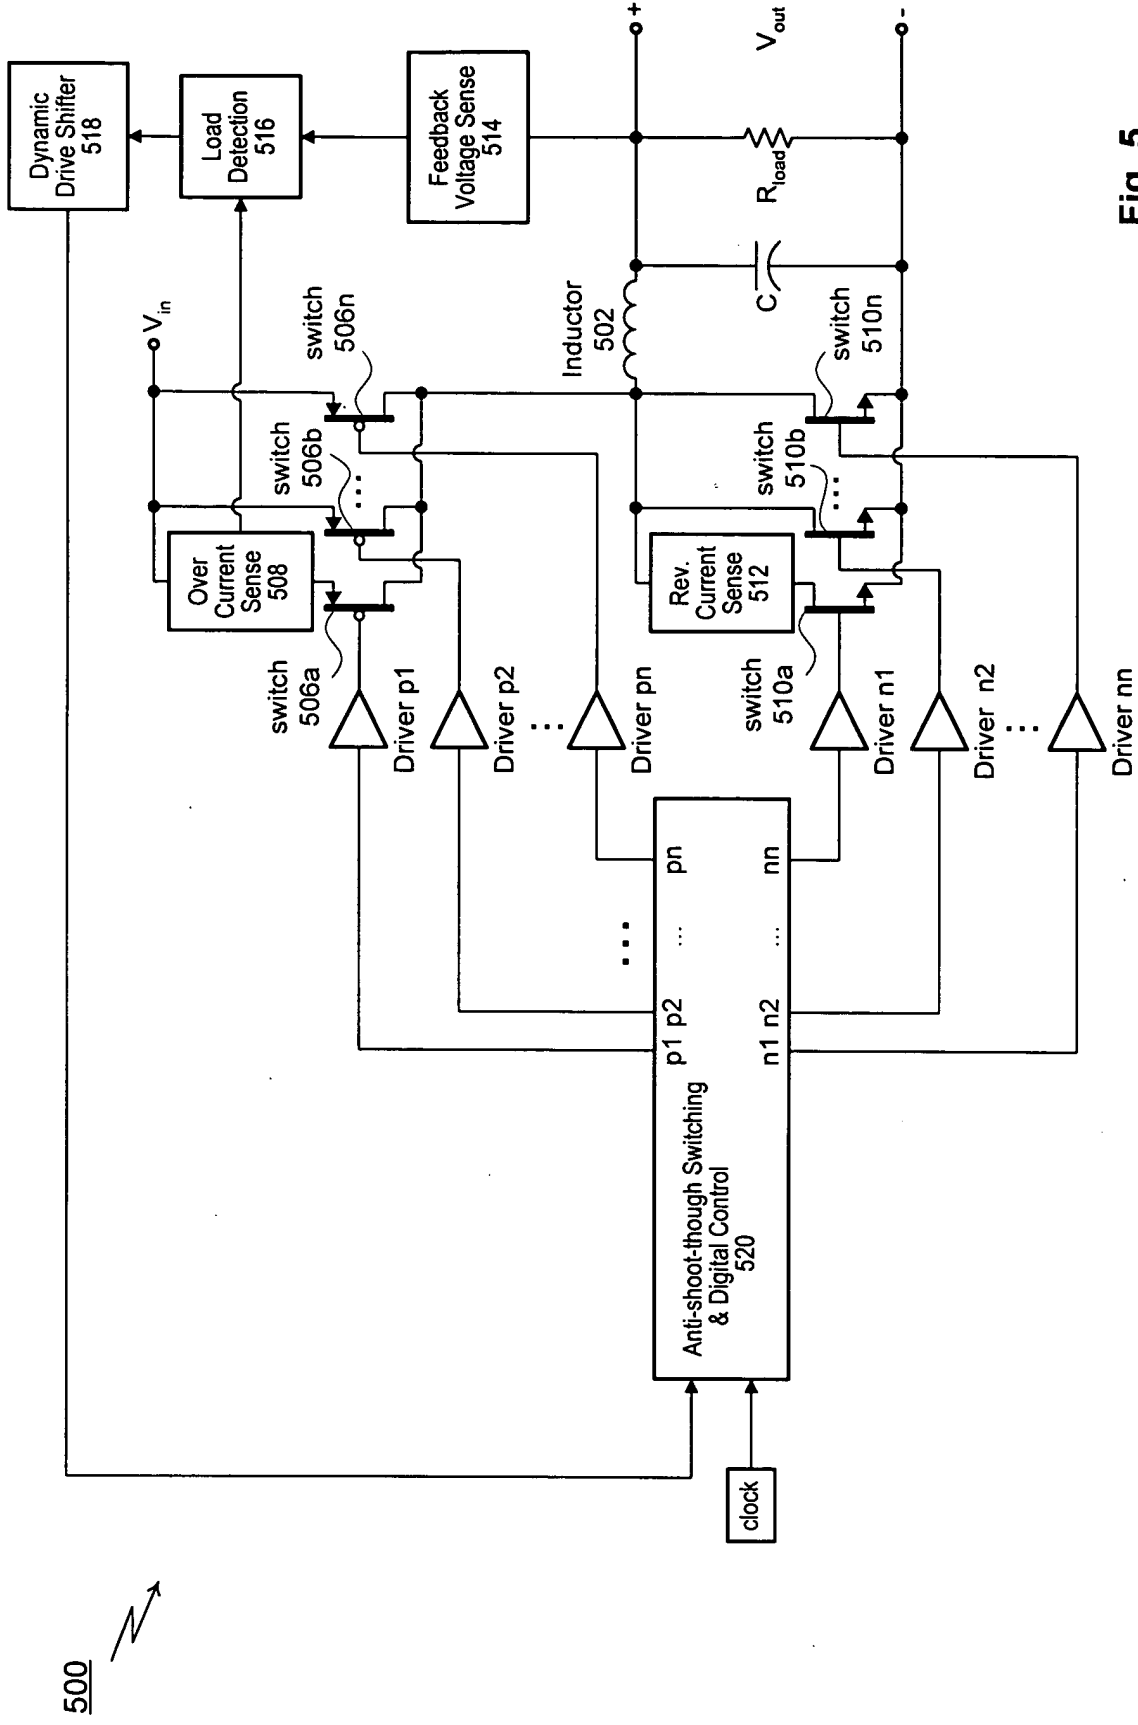 Dynamic
Drive Shifter
518
Load
Detection
516
Feedback
Voltage Sense
514
+
Vout
-
Vin
switch
506n
switch
506b
...
Over
Current
Sense
508
switch
506a
Inductor
502
C
Rload
switch
510n
switch
510b
...
Rev.
Current
Sense
512
switch
510a
Driver p1
Driver p2
...
Driver pn
Driver n1
Driver n2
...
Driver nn
...
p1 p2 ... pn
n1 n2 ... nn
Anti-shoot-though Switching
& Digital Control
520
clock
500
Fig. 5